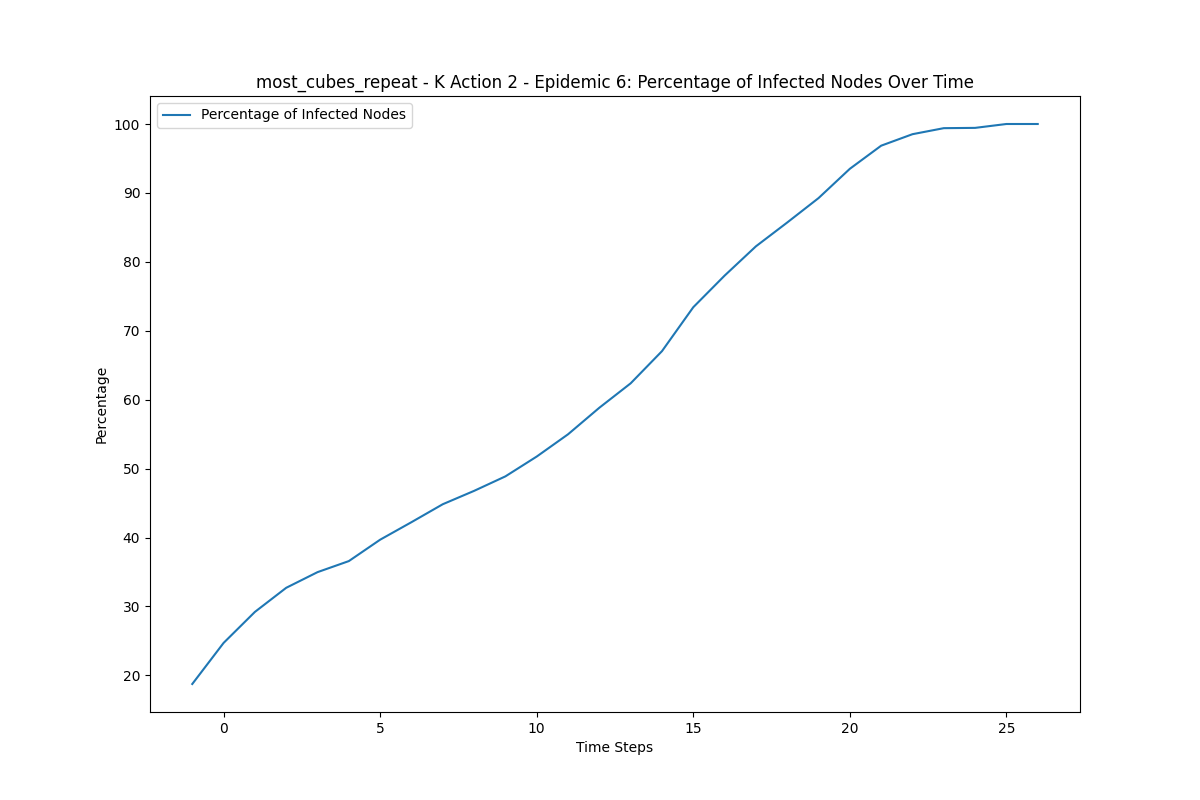 most_cubes_repeat - K Action 2 - Epidemic 6: Percentage of Infected Nodes Over Time
Percentage of Infected Nodes
100
90
80
70
60
50
40
30
20
Percentage
0 5 10 15 20 25
Time Steps